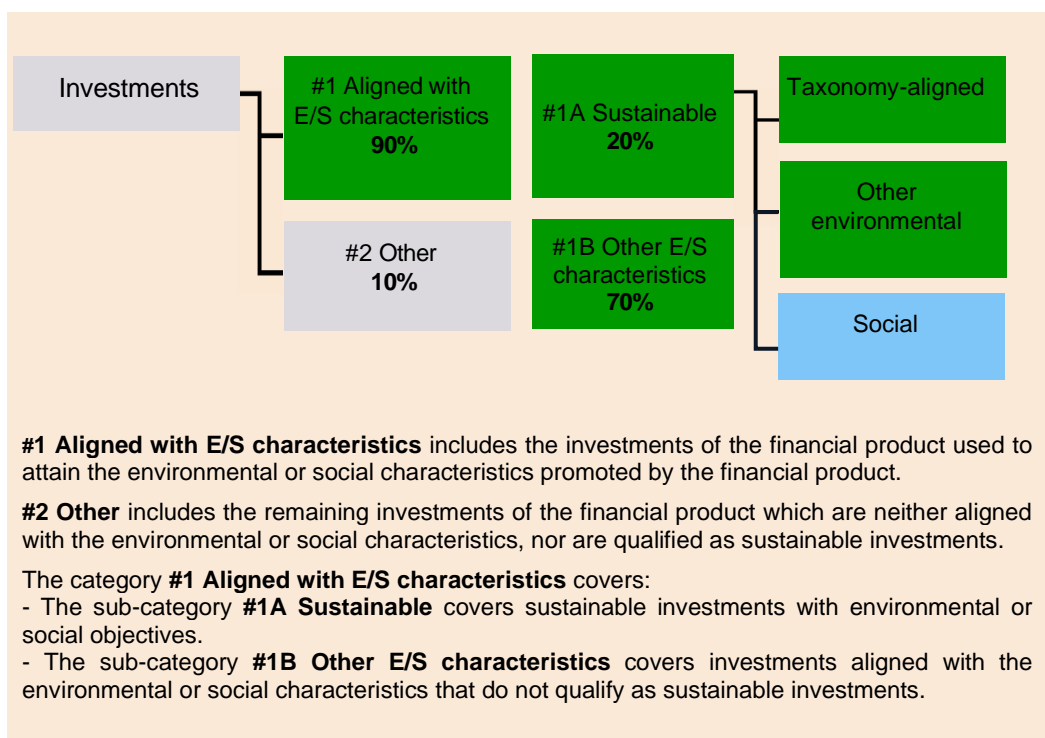 Investments
#1 Aligned with
E/S characteristics
90%
#2 Other
10%
#1A Sustainable
20%
#1B Other E/S
characteristics
70%
Taxonomy-aligned
Other
environmental
Social
#1 Aligned with E/S characteristics includes the investments of the financial product used to
attain the environmental or social characteristics promoted by the financial product.
#2 Other includes the remaining investments of the financial product which are neither aligned
with the environmental or social characteristics, nor are qualified as sustainable investments.
The category #1 Aligned with E/S characteristics covers:
- The sub-category #1A Sustainable covers sustainable investments with environmental or
social objectives.
- The sub-category #1B Other E/S characteristics covers investments aligned with the
environmental or social characteristics that do not qualify as sustainable investments.